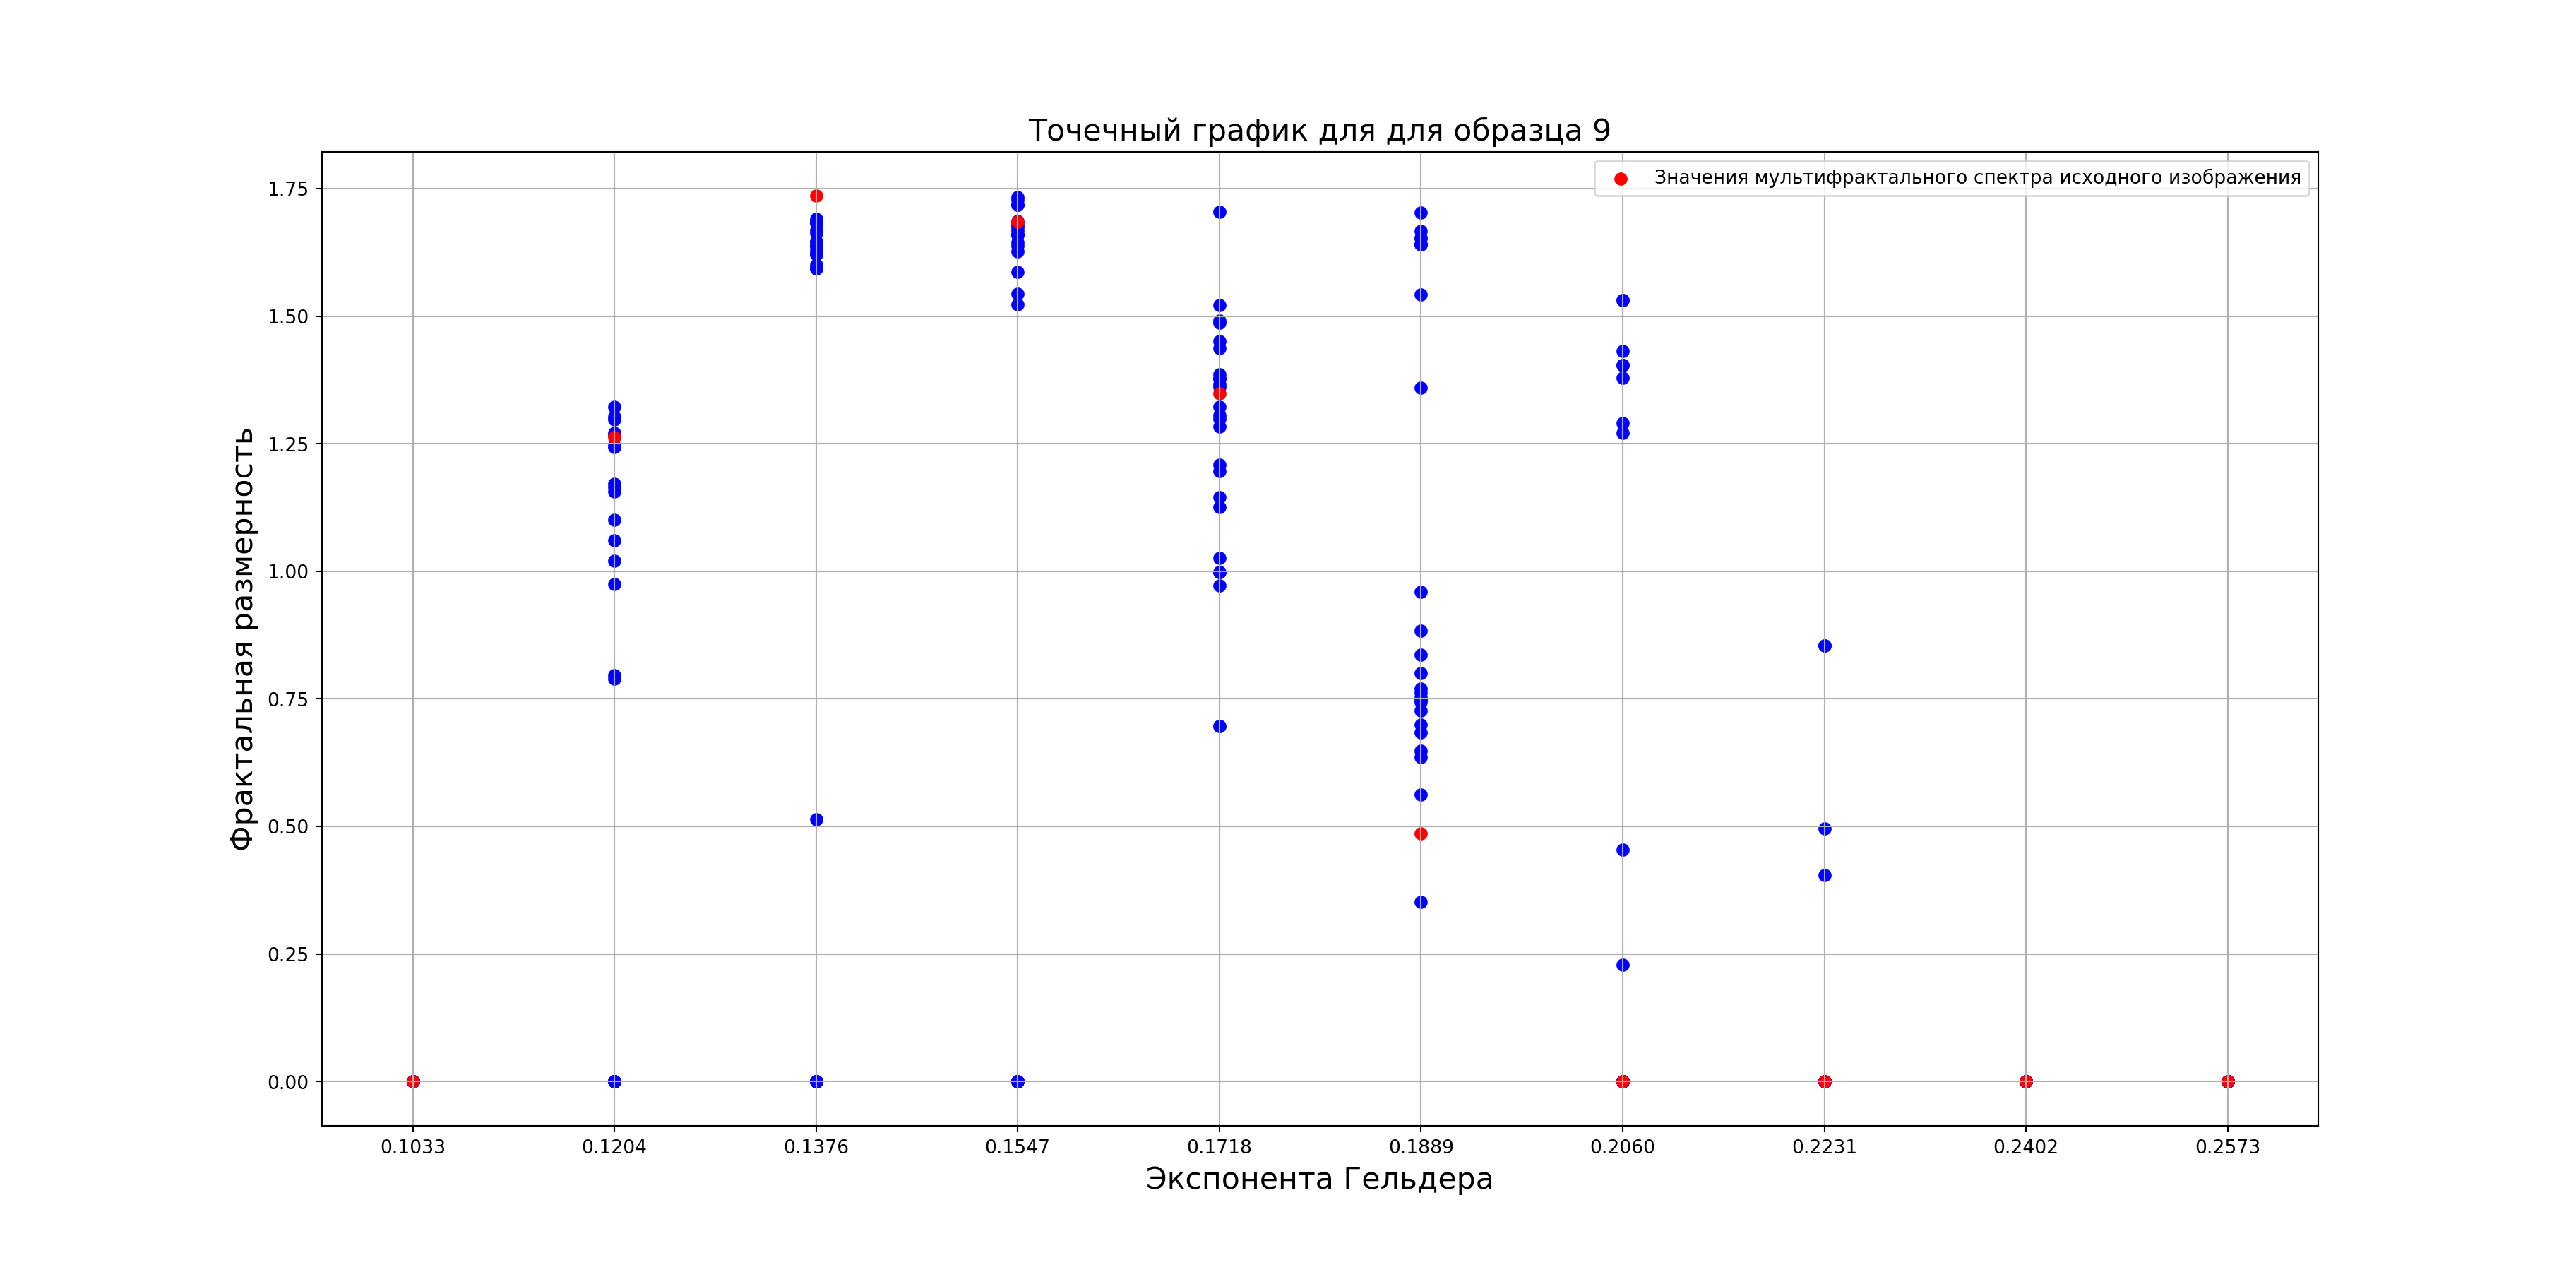 Точечный график для для образца 9
Значения мультифрактального спектра исходного изображения
Фрактальная размерность
1.75
1.50
1.25
1.00
0.75
0.50
0.25
0.00
0.1033 0.1204 0.1376 0.1547 0.1718 0.1889 0.2060 0.2231 0.2402 0.2573
Экспонента Гельдера